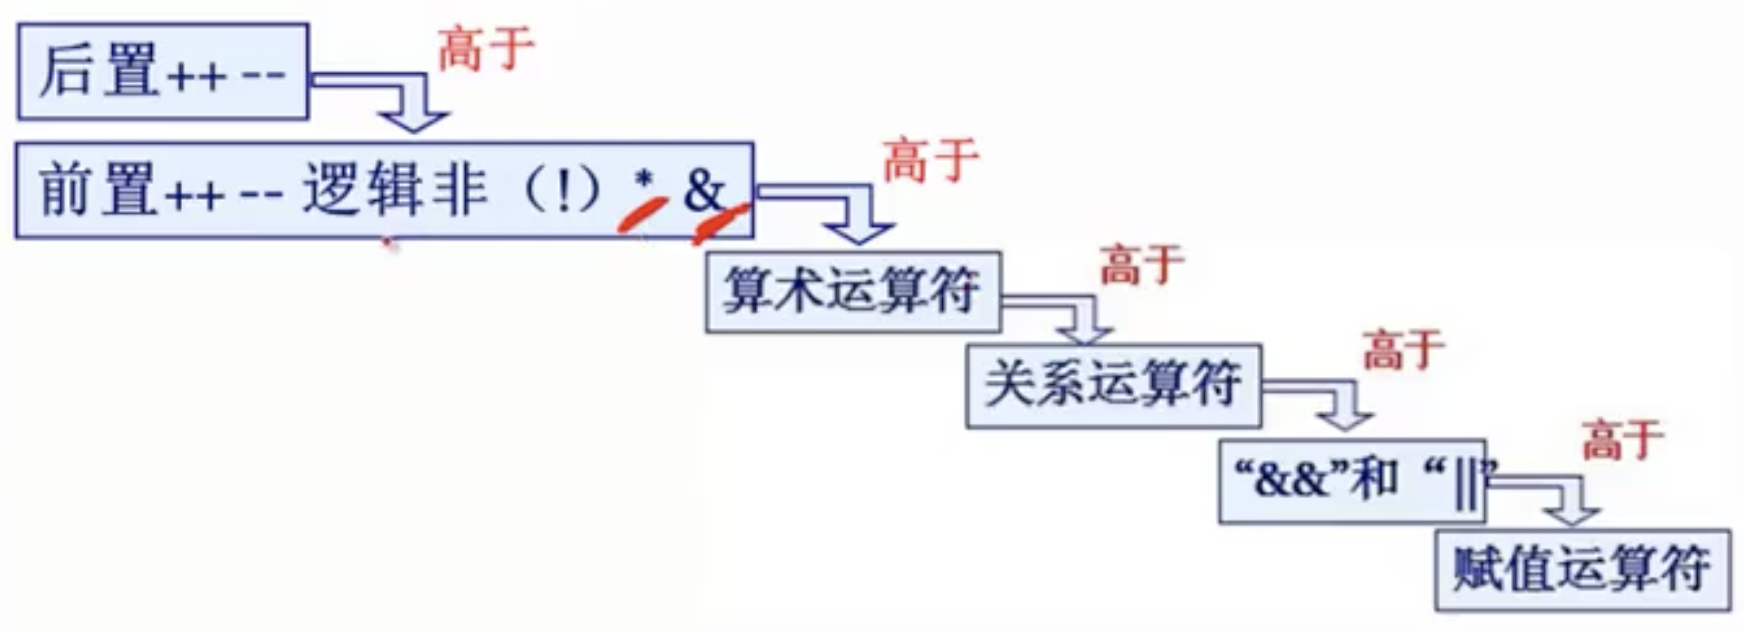 后置++ --
高于
前置++ -- 逻辑非（!）* &
高于
算术运算符
高于
关系运算符
高于
“&&”和“||”
高于
赋值运算符